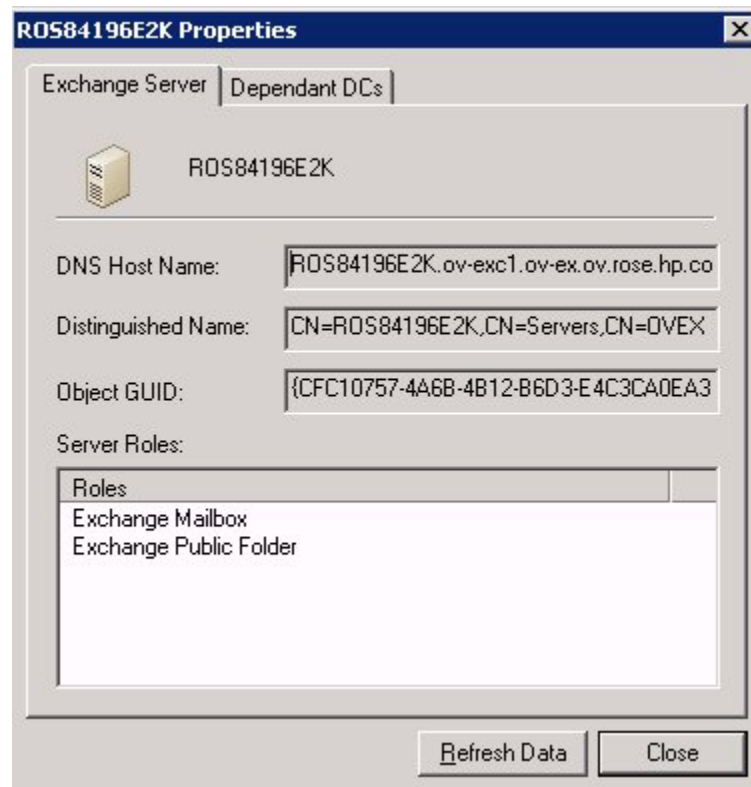 ROS84196E2K Properties
Exchange Server Dependant DCs
ROS84196E2K
DNS Host Name: ROS84196E2K.ov-exc1.ov-ex.ov.rose.hp.co
Distinguished Name: CN=ROS84196E2K,CN=Servers,CN=OVEX
Object GUID: {CFC10757-4A6B-4B12-B6D3-E4C3CA0EA3
Server Roles:
Roles
Exchange Mailbox
Exchange Public Folder
Refresh Data Close